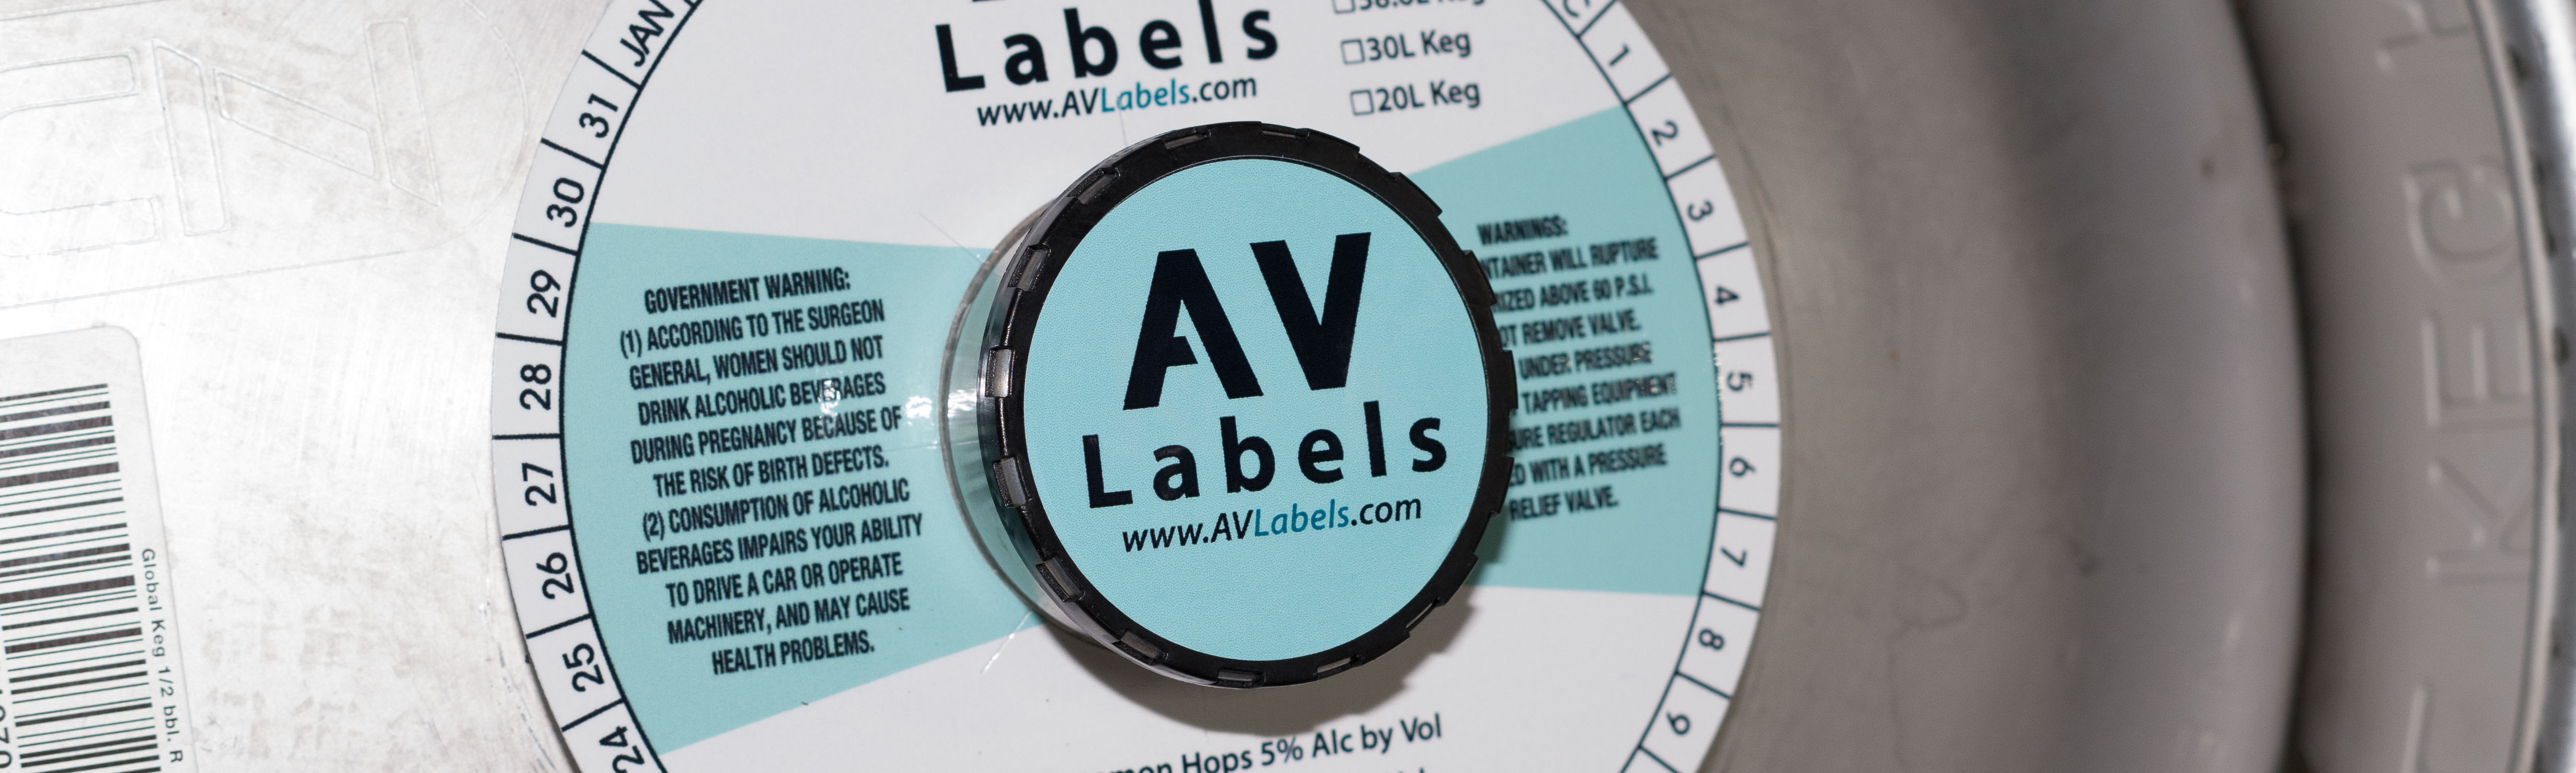 Labels
www.AVLabels.com
30L Keg
20L Keg
JAN
31
30
29
28
27
26
25
24
1
2
3
4
5
6
7
8
9
GOVERNMENT WARNING:
(1) ACCORDING TO THE SURGEON
GENERAL, WOMEN SHOULD NOT
DRINK ALCOHOLIC BEVERAGES
DURING PREGNANCY BECAUSE OF
THE RISK OF BIRTH DEFECTS.
(2) CONSUMPTION OF ALCOHOLIC
BEVERAGES IMPAIRS YOUR ABILITY
TO DRIVE A CAR OR OPERATE
MACHINERY, AND MAY CAUSE
HEALTH PROBLEMS.
AV
Labels
www.AVLabels.com
WARNINGS:
WILL RUPTURE
ABOVE 60 P.S.I.
REMOVE VALVE.
UNDER PRESSURE
TAPPING EQUIPMENT
REGULATOR EACH
WITH A PRESSURE
RELIEF VALVE.
Hops 5% Alc by Vol
Global Keg 1/2 bbl. R
KEG